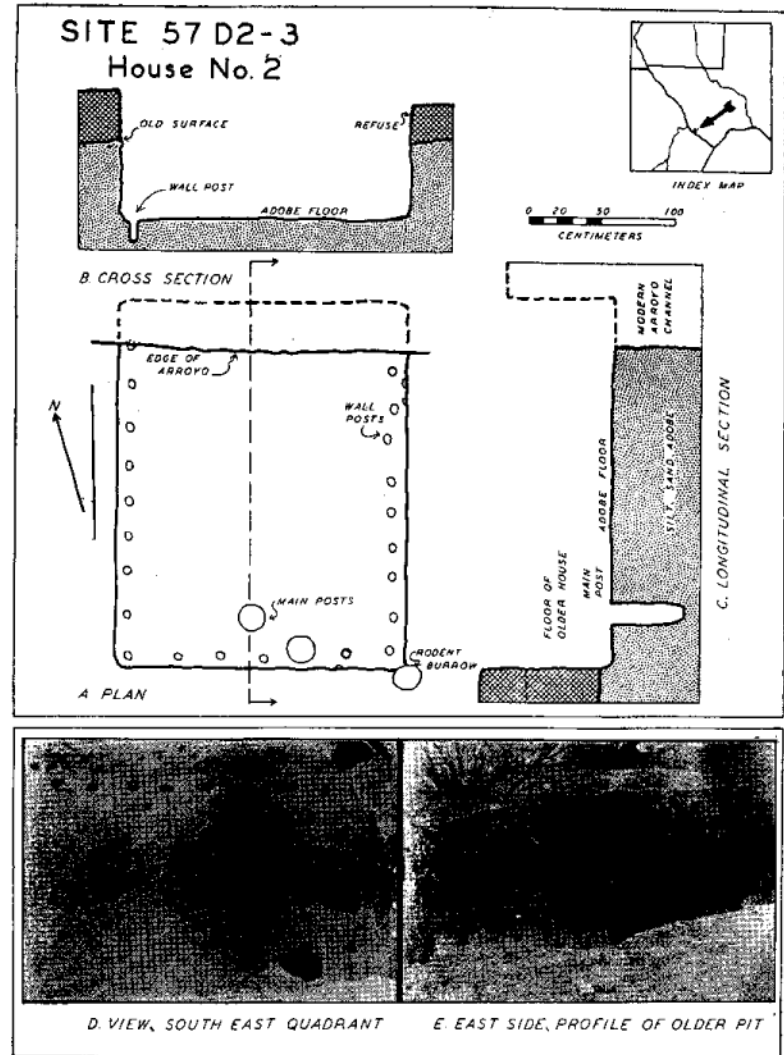 SITE 57 D2-3
House No. 2
OLD SURFACE
REFUSE
WALL POST
ADOBE FLOOR
INDEX MAP
0 20 50 100
CENTIMETERS
B. CROSS SECTION
EDGE OF
ARROYO
N
WALL
POSTS
MAIN POSTS
RODENT
BURROW
A PLAN
MODERN
ARROYO
CHANNEL
ADOBE FLOOR
SILT, SAND, ADOBE
FLOOR OF
OLDER HOUSE
MAIN
POST
C. LONGITUDINAL SECTION
D. VIEW, SOUTH EAST QUADRANT
E. EAST SIDE, PROFILE OF OLDER PIT